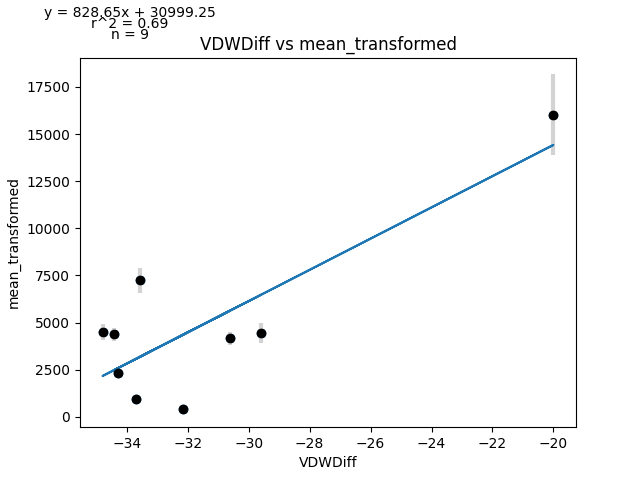 y = 828.65x + 30999.25
r^2 = 0.69
n = 9
VDWDiff vs mean_transformed
mean_transformed
17500
15000
12500
10000
7500
5000
2500
0
−34
−32
−30
−28
−26
−24
−22
−20
VDWDiff